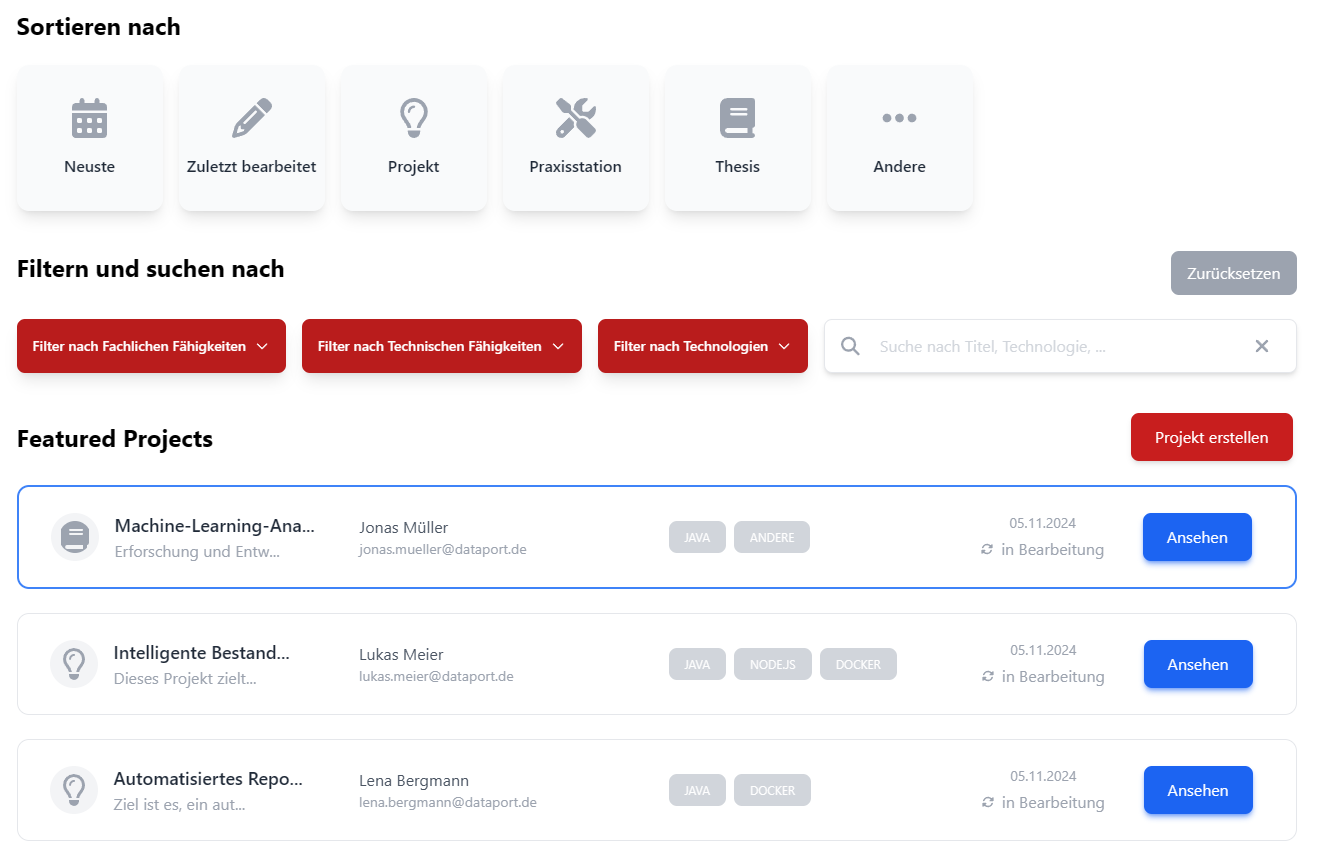 Sortieren nach
Neuste
Zuletzt bearbeitet
Projekt
Praxisstation
Thesis
Andere
Filtern und suchen nach
Zurücksetzen
Filter nach Fachlichen Fähigkeiten
Filter nach Technischen Fähigkeiten
Filter nach Technologien
Suche nach Titel, Technologie, ...
Featured Projects
Projekt erstellen
Machine-Learning-Ana...
Erforschung und Entw...
Jonas Müller
jonas.mueller@dataport.de
JAVA
ANDERE
05.11.2024
in Bearbeitung
Ansehen
Intelligente Bestand...
Dieses Projekt zielt...
Lukas Meier
lukas.meier@dataport.de
JAVA
NODE.JS
DOCKER
05.11.2024
in Bearbeitung
Ansehen
Automatisiertes Repo...
Ziel ist es, ein aut...
Lena Bergmann
lena.bergmann@dataport.de
JAVA
DOCKER
05.11.2024
in Bearbeitung
Ansehen